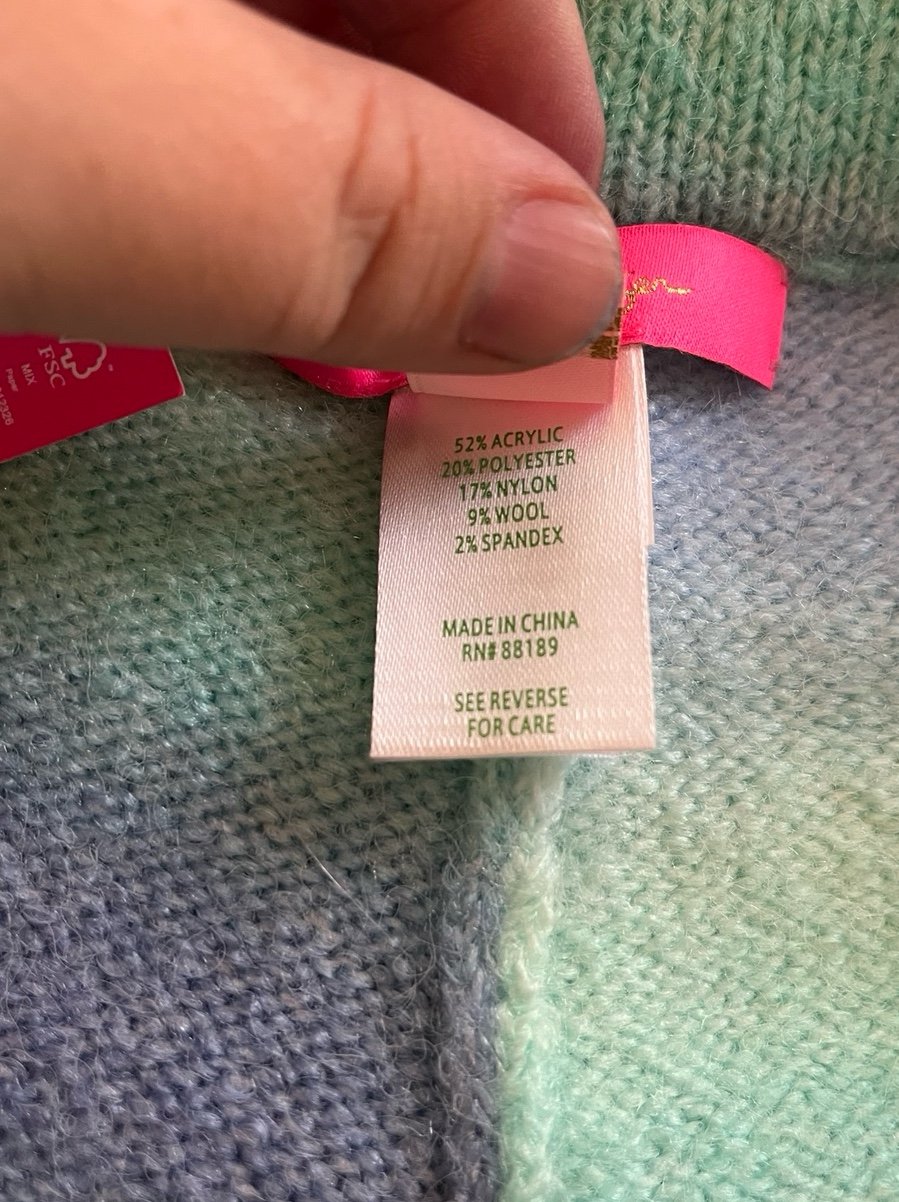 FSC
MIX
Paper
52% ACRYLIC
20% POLYESTER
17% NYLON
9% WOOL
2% SPANDEX
MADE IN CHINA
RN# 88189
SEE REVERSE
FOR CARE